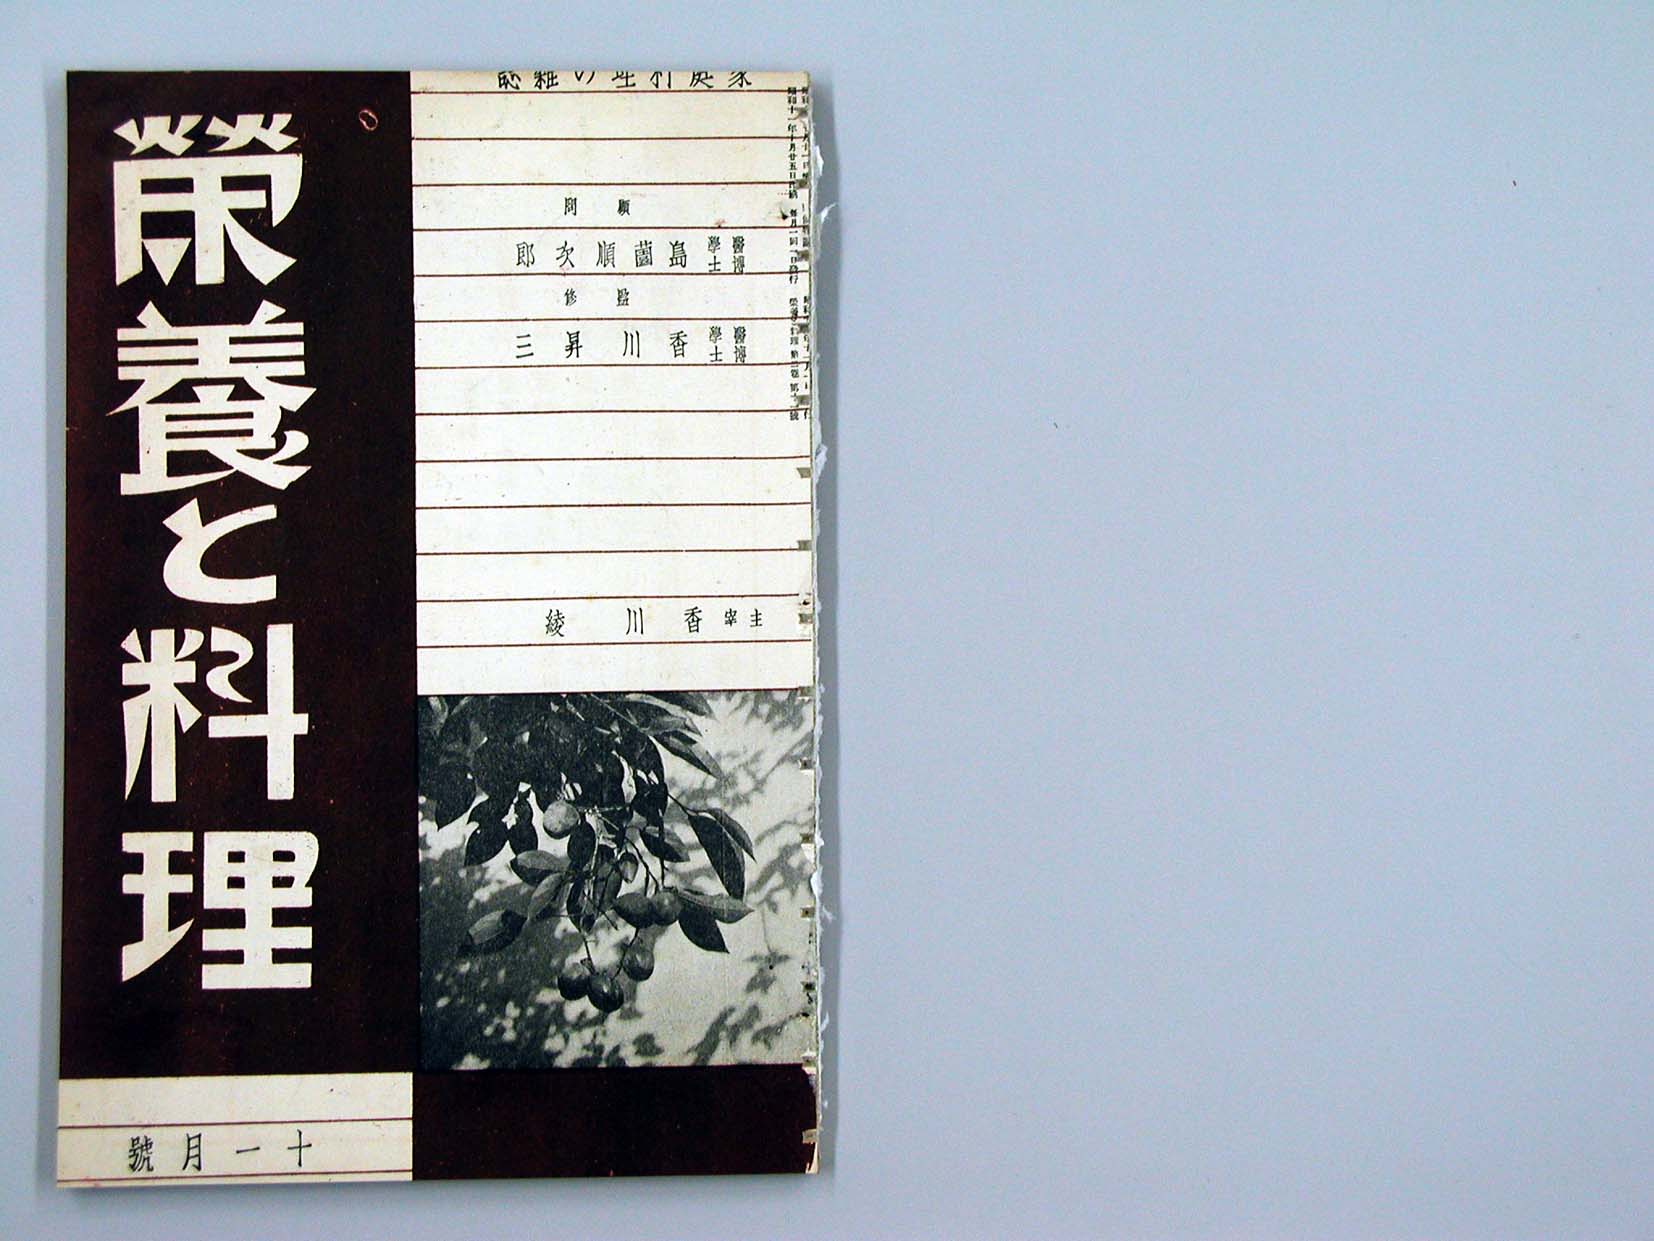 榮養と料理
家庭料理の雜誌
顧問
醫學博士 島薗順次郎
監修
醫學博士 香川昇三
主宰 香川綾
十一月號